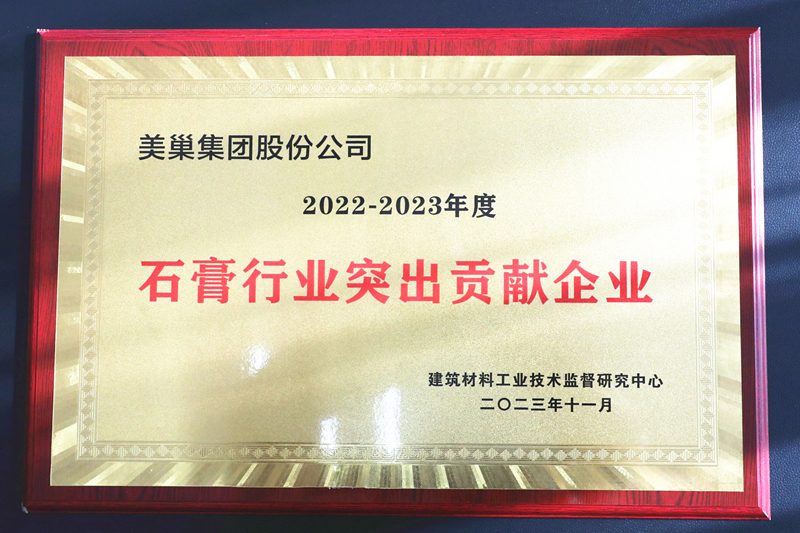 美巢集团股份公司
2022-2023年度
石膏行业突出贡献企业
建筑材料工业技术监督研究中心
二〇二三年十一月